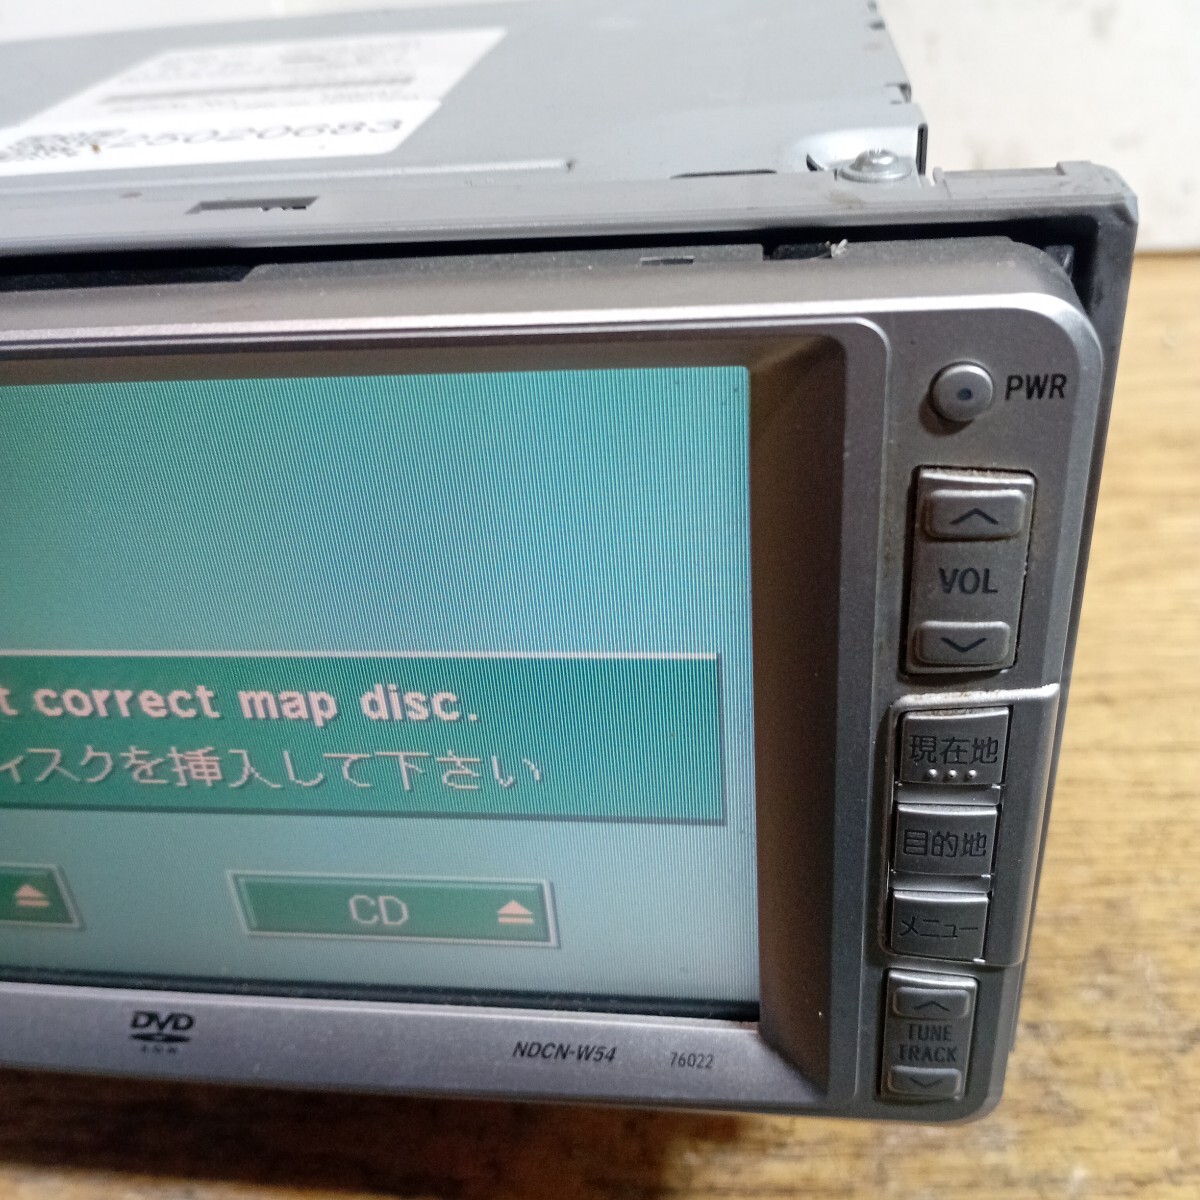 25020683
PWR
VOL
t correct map disc.
ィスクを挿入して下さい
現在地
目的地
CD
メニュー
TUNE
TRACK
DVD
NDCN-W54
76022